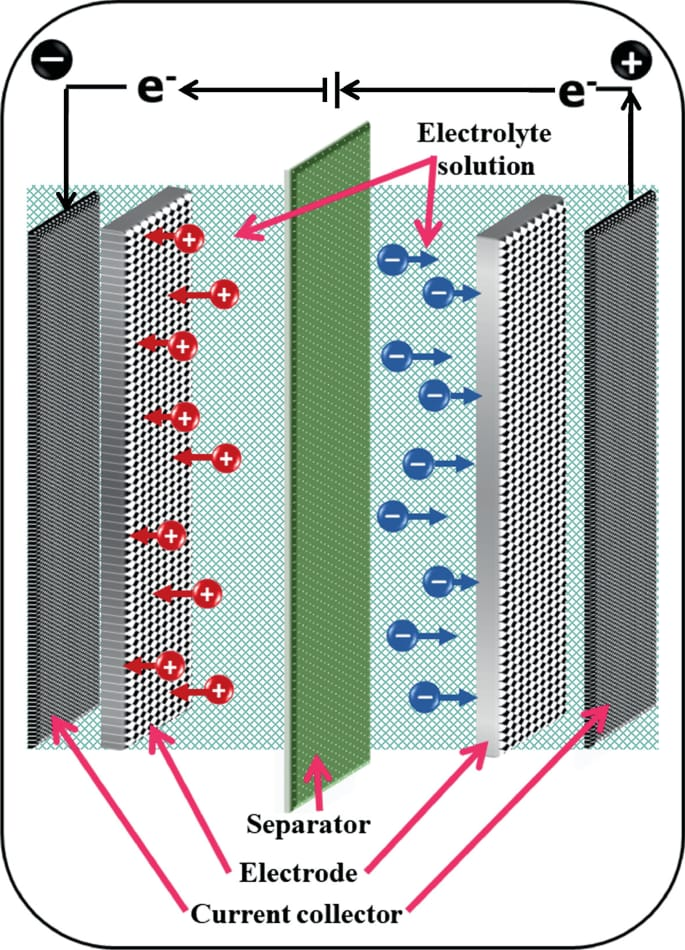 − +
e⁻ e⁻
Electrolyte
solution
+ −
+ −
+ −
+ −
+ −
+ −
+ −
+ −
+ −
Separator
Electrode
Current collector